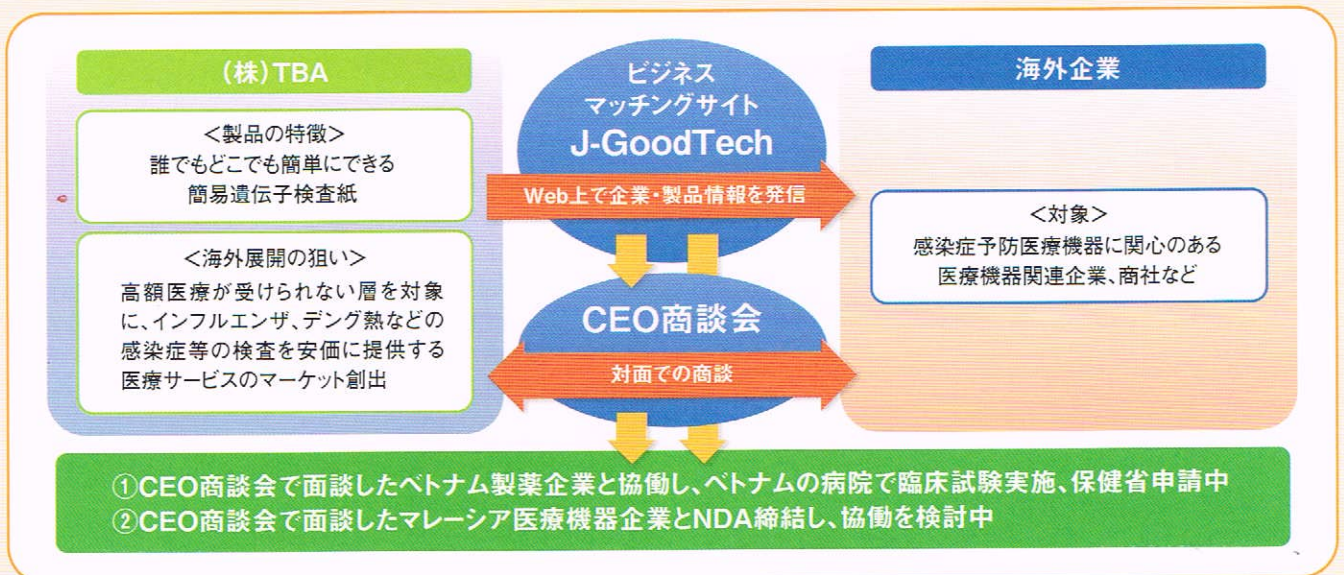 (株)TBA
<製品の特徴>
誰でもどこでも簡単にできる
簡易遺伝子検査紙
<海外展開の狙い>
高額医療が受けられない層を対象
に、インフルエンザ、デング熱などの
感染症等の検査を安価に提供する
医療サービスのマーケット創出
ビジネス
マッチングサイト
J-GoodTech
Web上で企業・製品情報を発信
CEO商談会
対面での商談
海外企業
<対象>
感染症予防医療機器に関心のある
医療機器関連企業、商社など
①CEO商談会で面談したベトナム製薬企業と協働し、ベトナムの病院で臨床試験実施、保健省申請中
②CEO商談会で面談したマレーシア医療機器企業とNDA締結し、協働を検討中